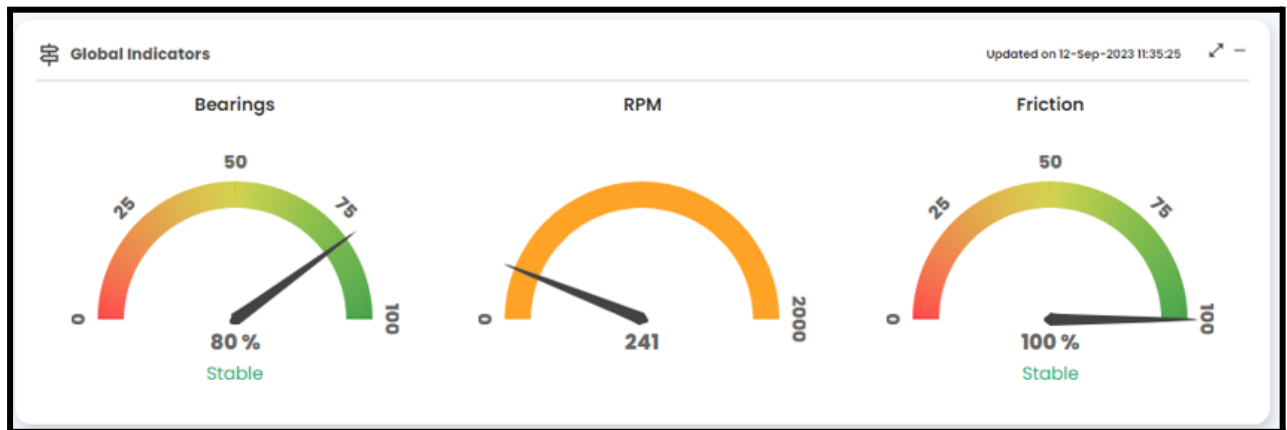 Global Indicators
Updated on 12-Sep-2023 11:35:25
Bearings
0
25
50
75
100
80 %
Stable
RPM
0
2000
241
Friction
0
25
50
75
100
100 %
Stable